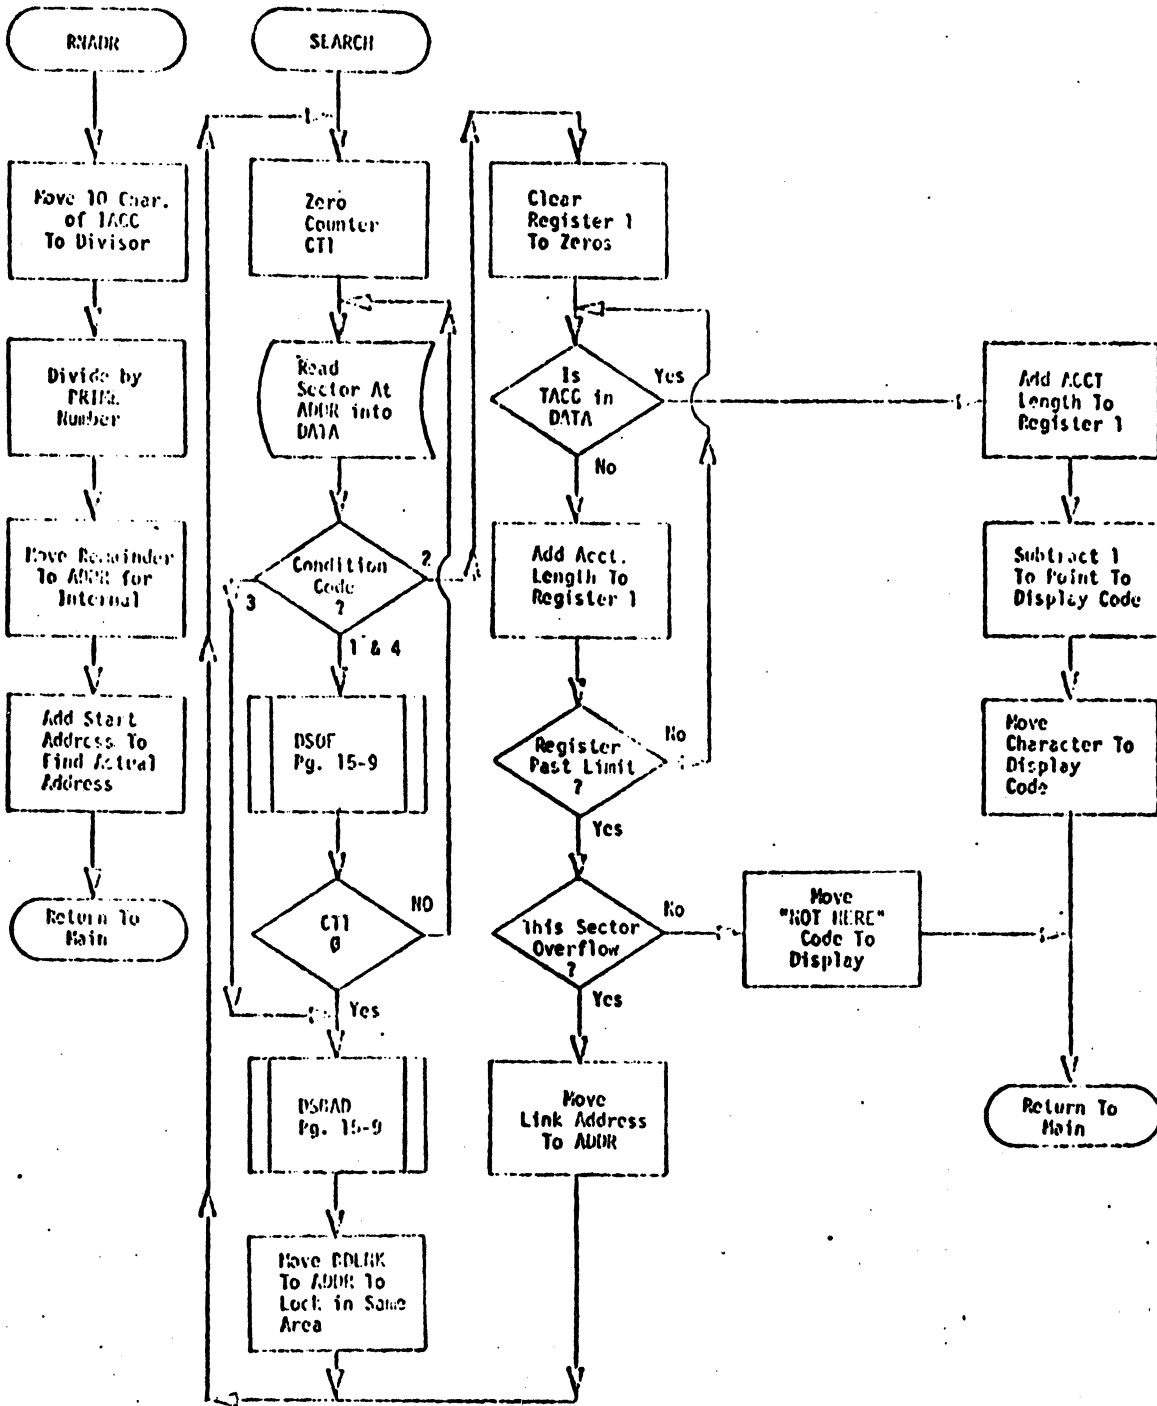 RNADR
Move 10 Char.
of TACC
To Divisor
Divide by
PRIME
Number
Move Remainder
To ADDR for
Internal
Add Start
Address To
Find Actual
Address
Return To
Main
SEARCH
Zero
Counter
CT1
Read
Sector At
ADDR into
DATA
Condition
Code
?
2
3
1 & 4
DSOF
Pg. 15-9
CT1
0
NO
Yes
DSBAD
Pg. 15-9
Move BDLNK
To ADDR To
Lock in Same
Area
Clear
Register 1
To Zeros
Is
TACC in
DATA
Yes
No
Add Acct.
Length To
Register 1
Register
Past Limit
?
No
Yes
This Sector
Overflow
?
No
Yes
Move
Link Address
To ADDR
Move
"NOT HERE"
Code To
Display
Add ACCT
Length To
Register 1
Subtract 1
To Point To
Display Code
Move
Character To
Display
Code
Return To
Main